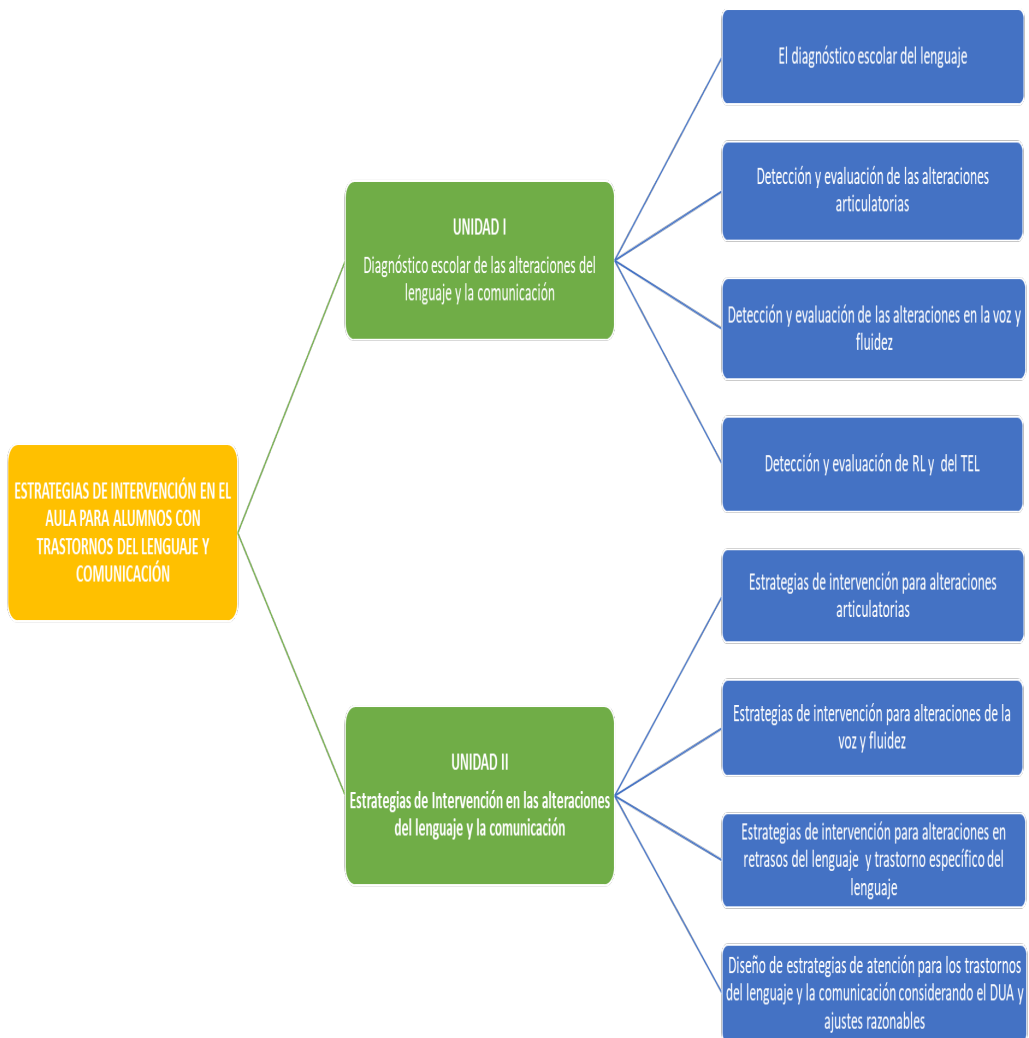 ESTRATEGIAS DE INTERVENCIÓN EN EL
AULA PARA ALUMNOS CON
TRASTORNOS DEL LENGUAJE Y
COMUNICACIÓN
UNIDAD I
Diagnóstico escolar de las alteraciones del
lenguaje y la comunicación
El diagnóstico escolar del lenguaje
Detección y evaluación de las alteraciones
articulatorias
Detección y evaluación de las alteraciones en la voz y
fluidez
Detección y evaluación de RL y del TEL
UNIDAD II
Estrategias de Intervención en las alteraciones
del lenguaje y la comunicación
Estrategias de intervención para alteraciones
articulatorias
Estrategias de intervención para alteraciones de la
voz y fluidez
Estrategias de intervención para alteraciones en
retrasos del lenguaje y trastorno específico del
lenguaje
Diseño de estrategias de atención para los trastornos
del lenguaje y la comunicación considerando el DUA y
ajustes razonables